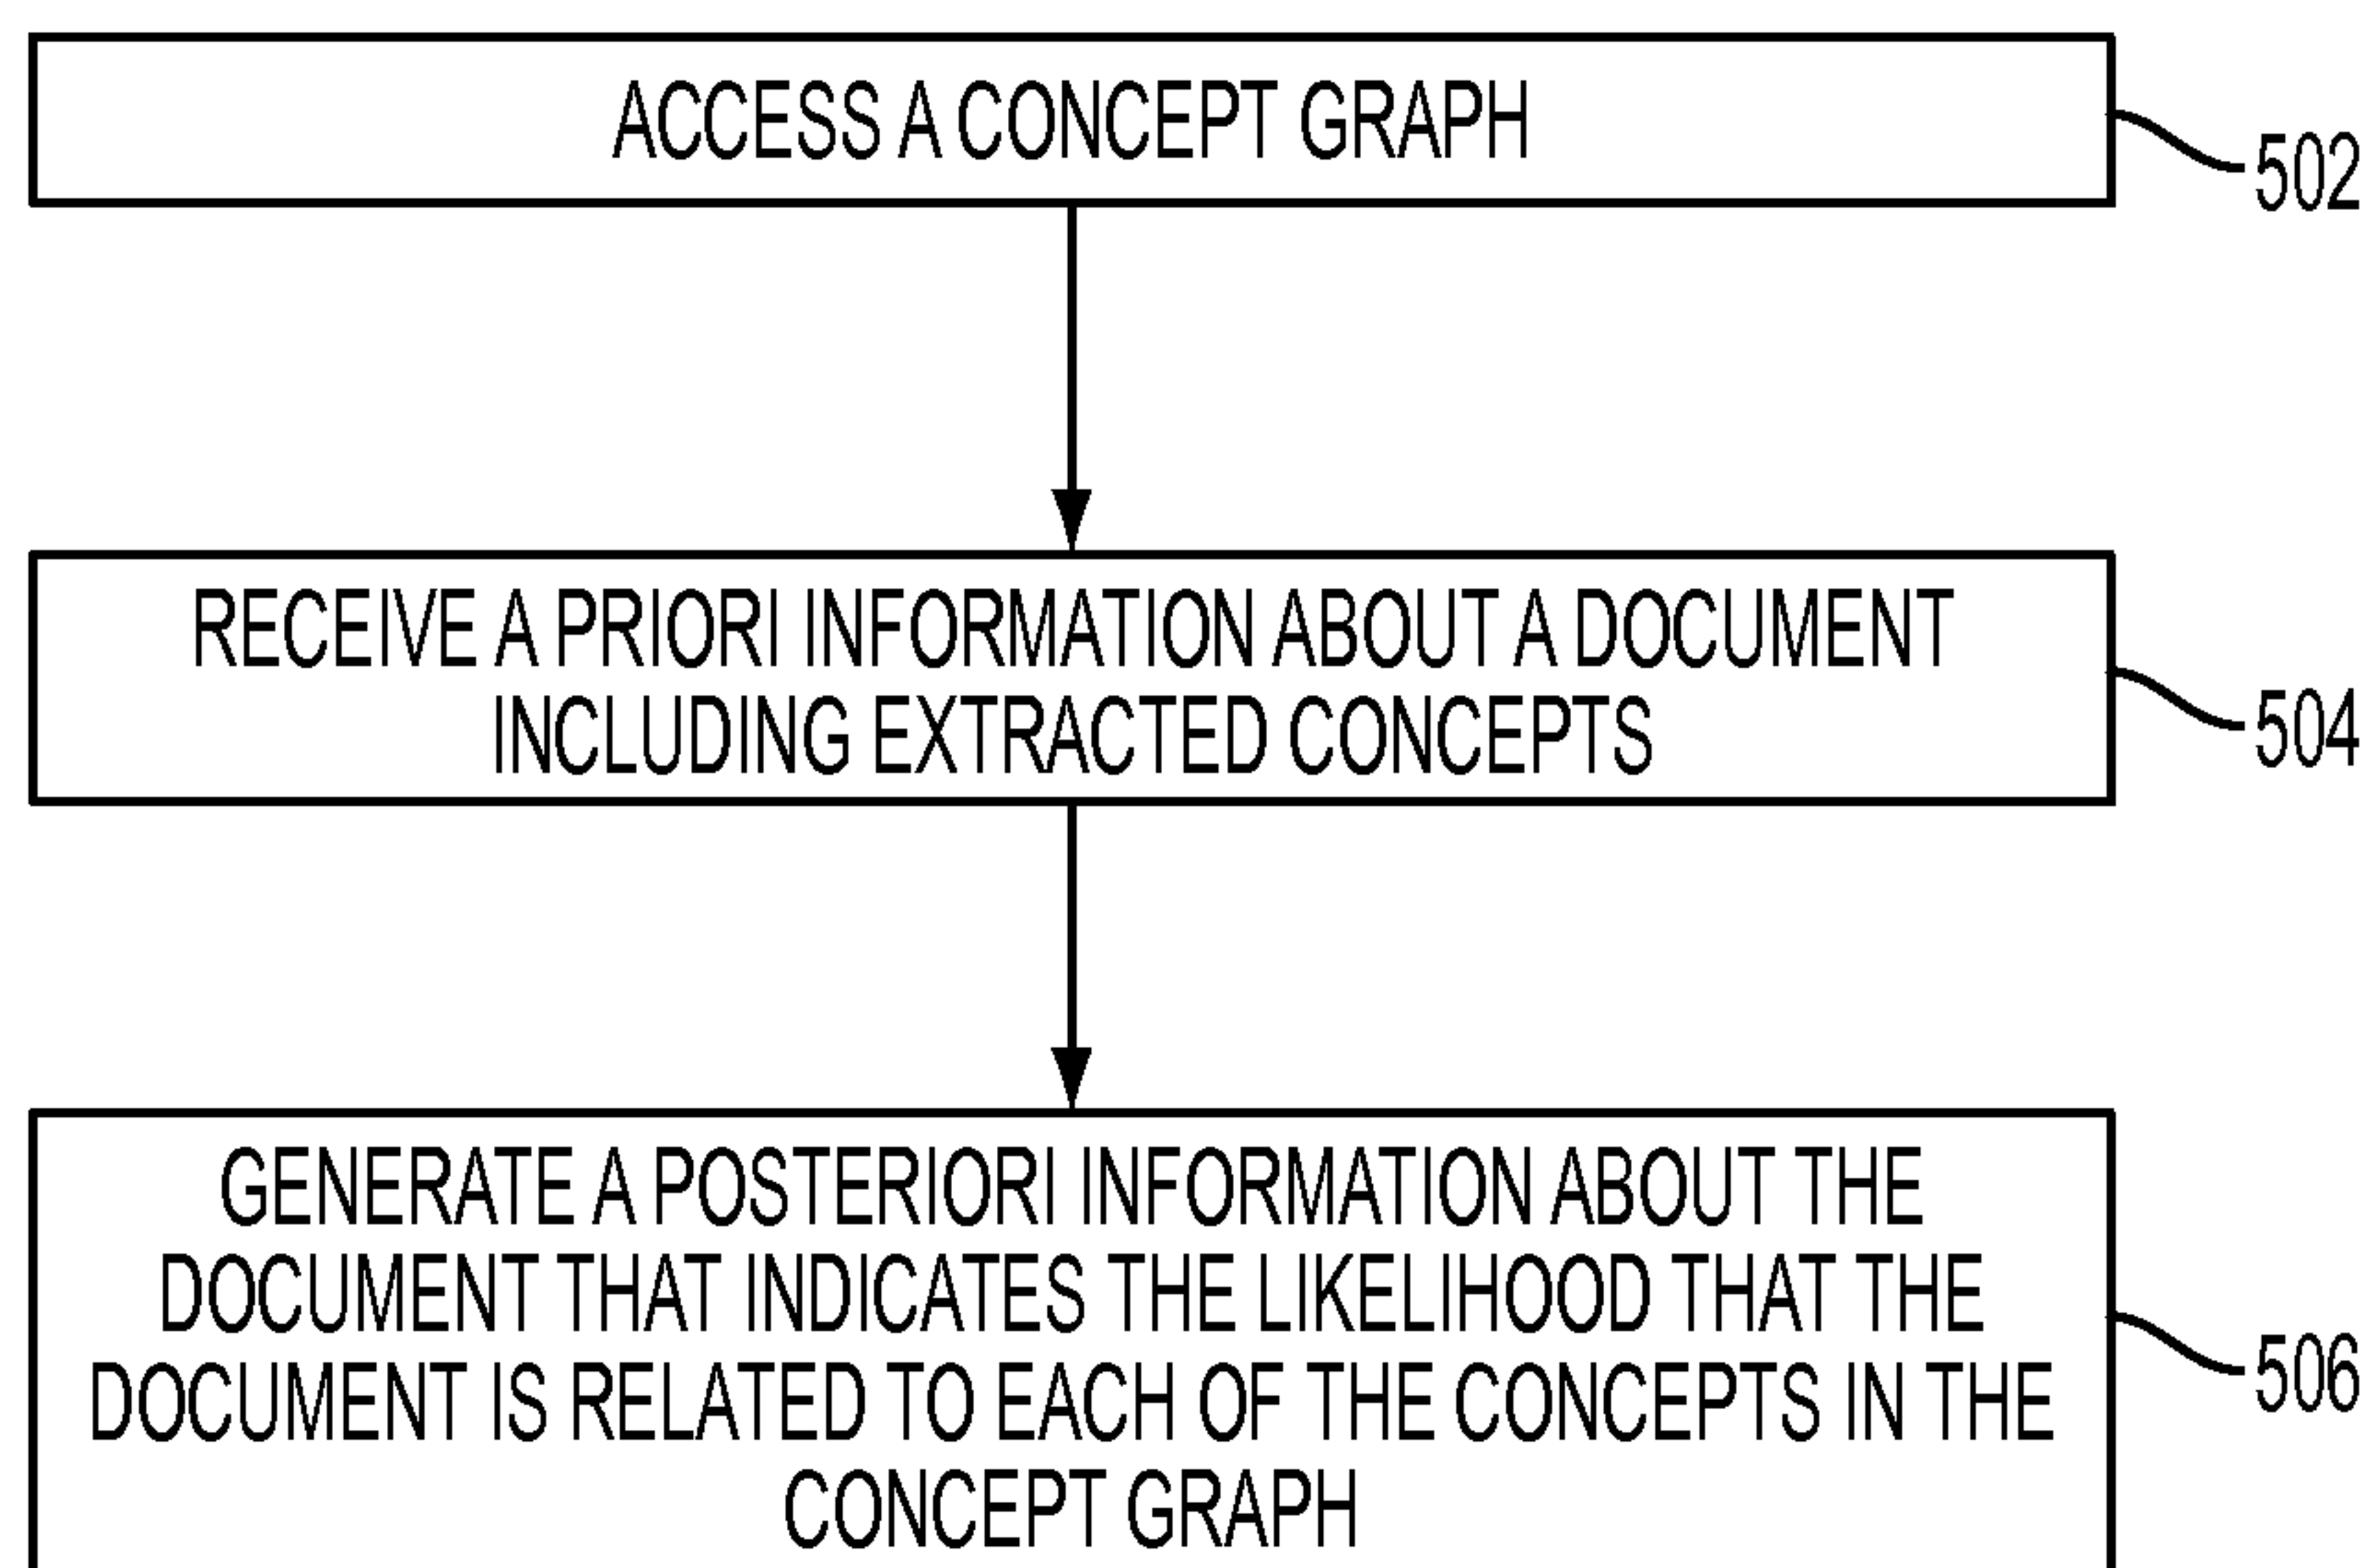 ACCESS A CONCEPT GRAPH
502
RECEIVE A PRIORI INFORMATION ABOUT A DOCUMENT
INCLUDING EXTRACTED CONCEPTS
504
GENERATE A POSTERIORI INFORMATION ABOUT THE
DOCUMENT THAT INDICATES THE LIKELIHOOD THAT THE
DOCUMENT IS RELATED TO EACH OF THE CONCEPTS IN THE
CONCEPT GRAPH
506